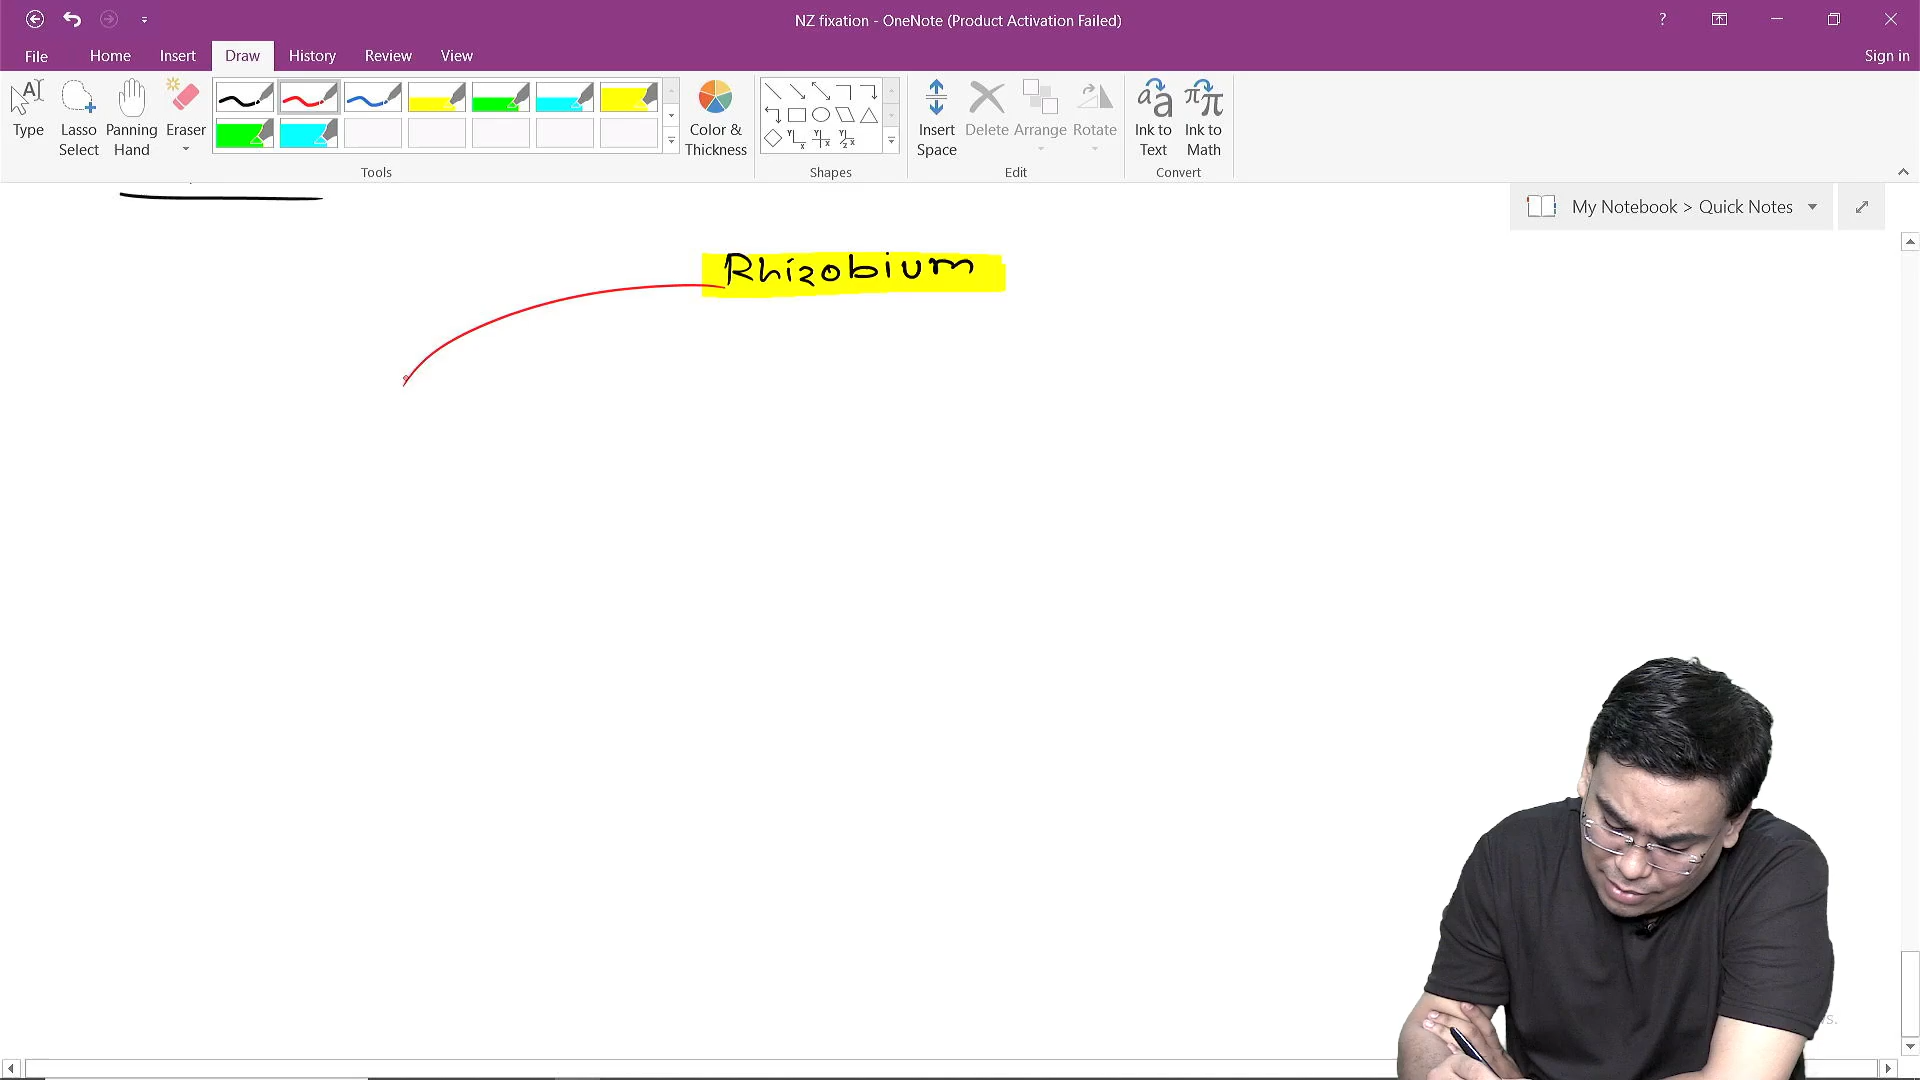 NZ fixation - OneNote (Product Activation Failed)
?
File Home Insert Draw History Review View
Sign in
Type
Lasso Select
Panning Hand
Eraser
Color & Thickness
Insert Space
Delete
Arrange
Rotate
Ink to Text
Ink to Math
Tools
Shapes
Edit
Convert
My Notebook > Quick Notes
Rhizobium